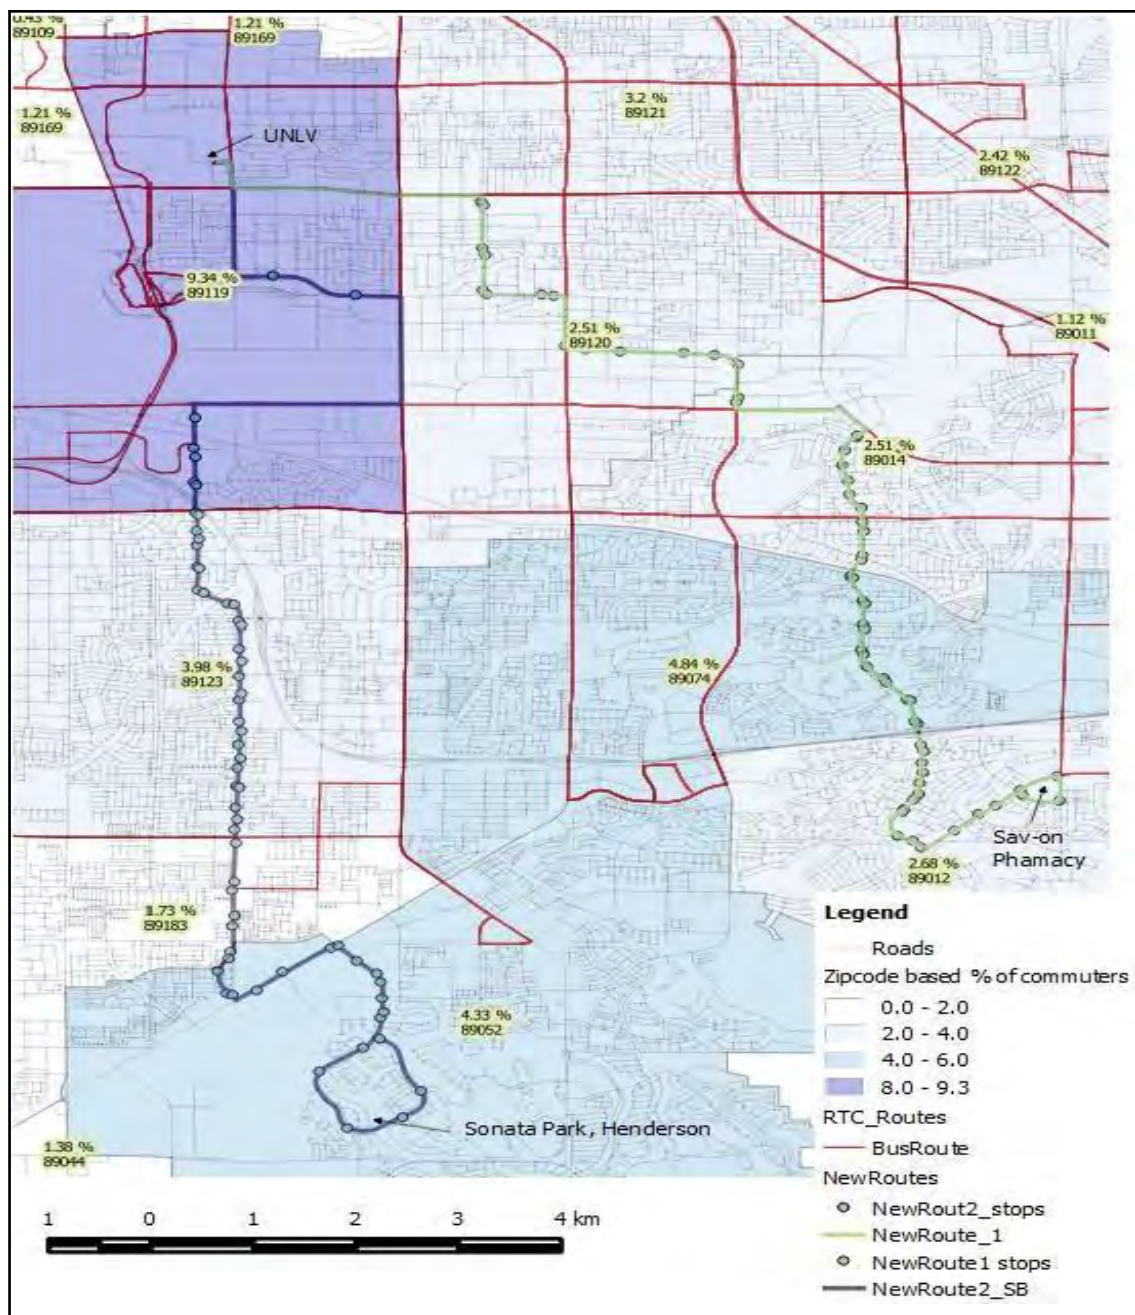 0.43 %
89109
1.21 %
89169
1.21 %
89169
3.2 %
89121
UNLV
2.42 %
89122
9.34 %
89119
2.51 %
89120
1.12 %
89011
2.51 %
89014
3.98 %
89123
4.84 %
89074
Sav-on
Phamacy
2.68 %
89012
1.73 %
89183
4.33 %
89052
Sonata Park, Henderson
1.38 %
89044
1 0 1 2 3 4 km
Legend
Roads
Zipcode based % of commuters
0.0 - 2.0
2.0 - 4.0
4.0 - 6.0
8.0 - 9.3
RTC_Routes
BusRoute
NewRoutes
NewRout2_stops
NewRoute_1
NewRoute1 stops
NewRoute2_SB